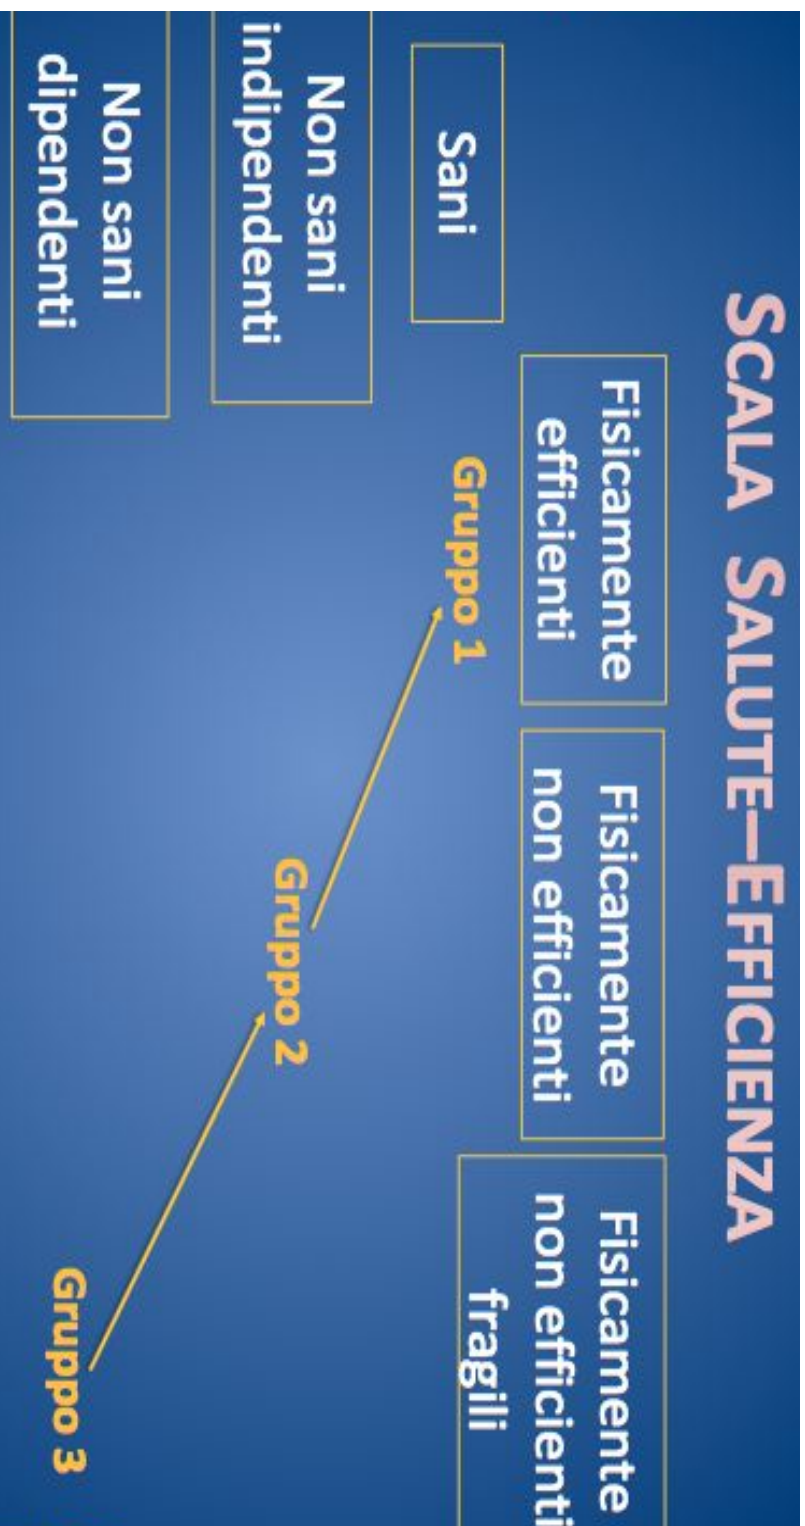 SCALA SALUTE–EFFICIENZA
Fisicamente
efficienti
Fisicamente
non efficienti
Fisicamente
non efficienti
fragili
Sani
Gruppo 1
Non sani
indipendenti
Gruppo 2
Non sani
dipendenti
Gruppo 3